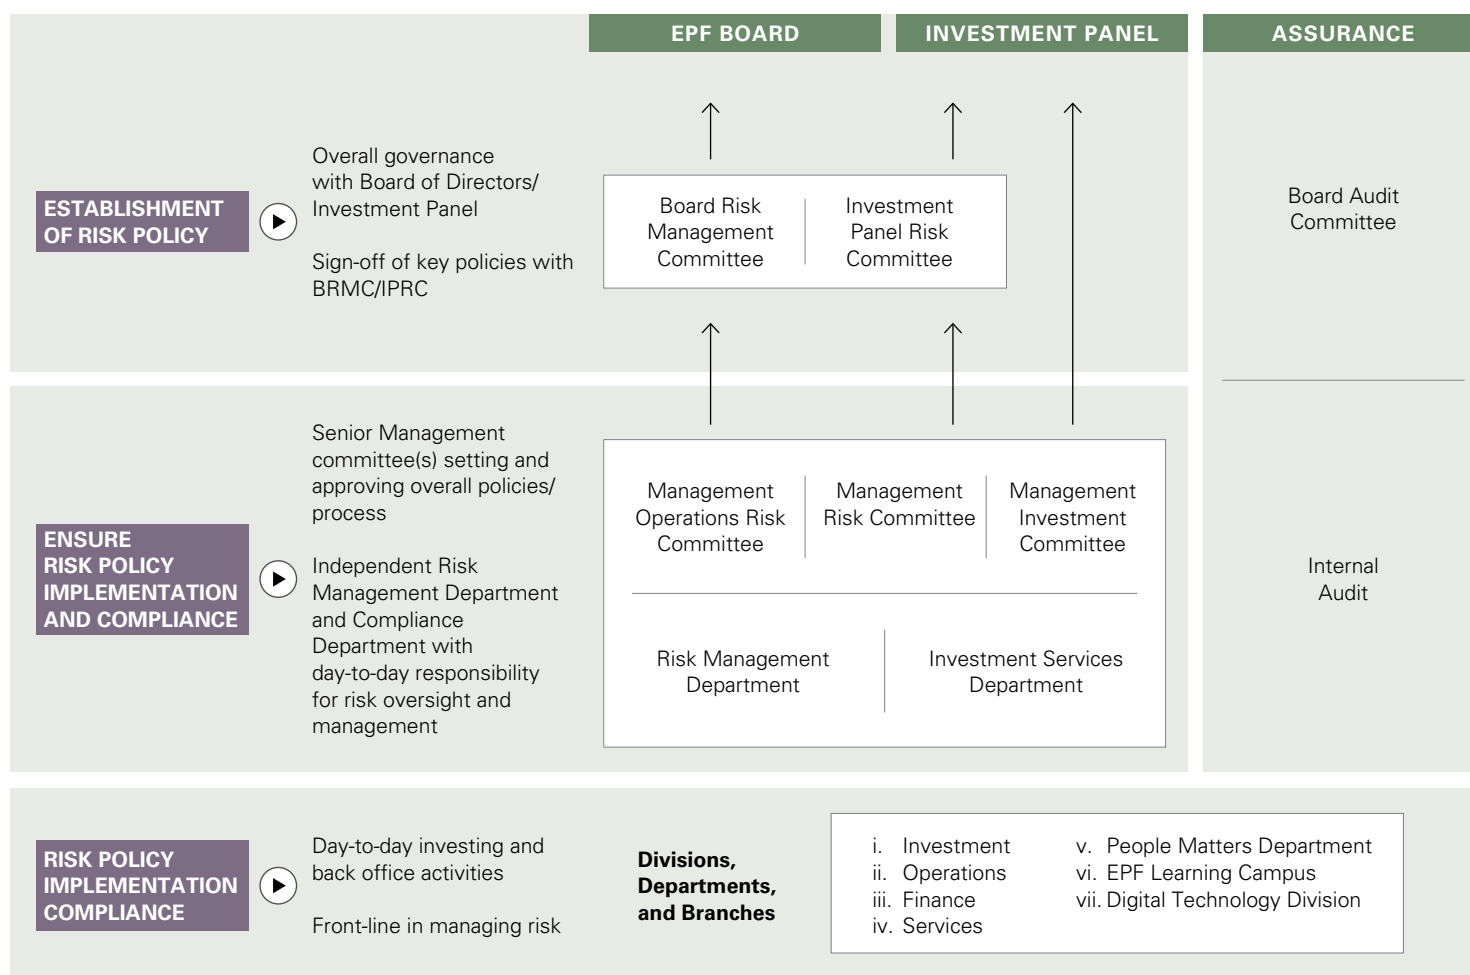 EPF BOARD
INVESTMENT PANEL
ASSURANCE
ESTABLISHMENT
OF RISK POLICY
Overall governance
with Board of Directors/
Investment Panel
Sign-off of key policies with
BRMC/IPRC
Board Risk
Management
Committee
Investment
Panel Risk
Committee
Board Audit
Committee
ENSURE
RISK POLICY
IMPLEMENTATION
AND COMPLIANCE
Senior Management
committee(s) setting and
approving overall policies/
process
Independent Risk
Management Department
and Compliance
Department with
day-to-day responsibility
for risk oversight and
management
Management
Operations Risk
Committee
Management
Risk Committee
Management
Investment
Committee
Risk Management
Department
Investment Services
Department
Internal
Audit
RISK POLICY
IMPLEMENTATION
COMPLIANCE
Day-to-day investing and
back office activities
Front-line in managing risk
Divisions,
Departments,
and Branches
i. Investment
ii. Operations
iii. Finance
iv. Services
v. People Matters Department
vi. EPF Learning Campus
vii. Digital Technology Division